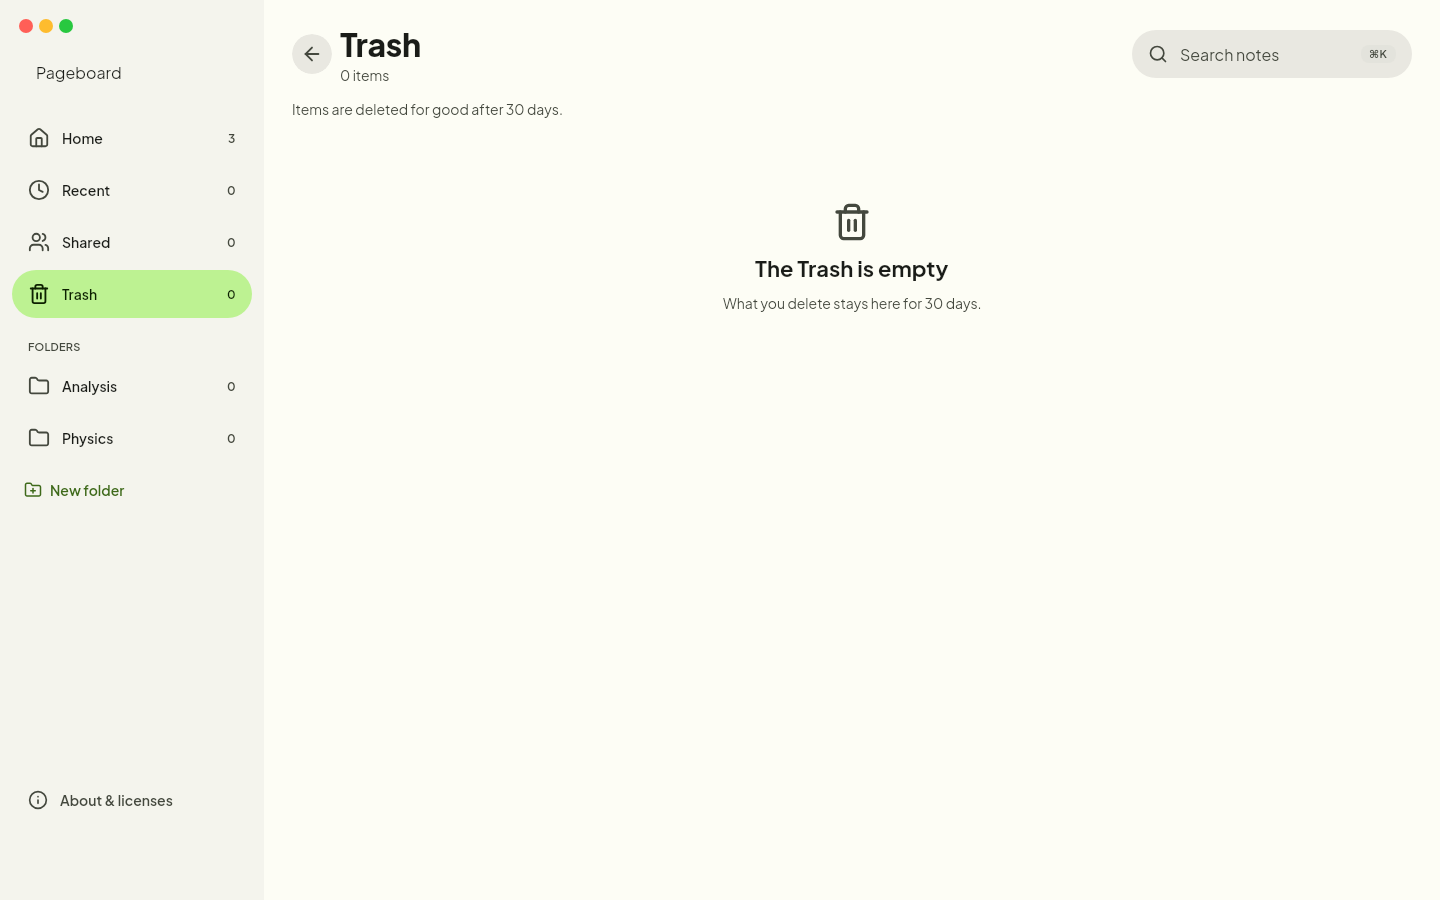 Pageboard
Home 3
Recent 0
Shared 0
Trash 0
FOLDERS
Analysis 0
Physics 0
New folder
About & licenses
Trash
0 items
Search notes ⌘K
Items are deleted for good after 30 days.
The Trash is empty
What you delete stays here for 30 days.